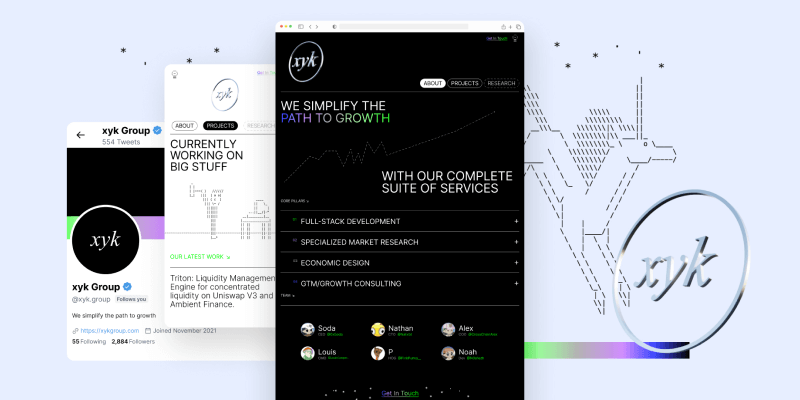 xyk Group
554 Tweets
xyk
xyk Group
@xyk.group Follows you
We simplify the path to growth
https://xykgroup.com Joined November 2021
55 Following 2,884 Followers
xyk
ABOUT PROJECTS RESEARCH
CURRENTLY
WORKING ON
BIG STUFF
OUR LATEST WORK
Triton: Liquidity Management
Engine for concentrated
liquidity on Uniswap V3 and
Ambient Finance.
Get in Touch
xyk
ABOUT PROJECTS RESEARCH
WE SIMPLIFY THE
PATH TO GROWTH
WITH OUR COMPLETE
SUITE OF SERVICES
CORE PILLARS
FULL-STACK DEVELOPMENT +
SPECIALIZED MARKET RESEARCH +
ECONOMIC DESIGN +
GTM/GROWTH CONSULTING +
TEAM
Soda Nathan Alex
Louis P Noah
Get in Touch
xyk